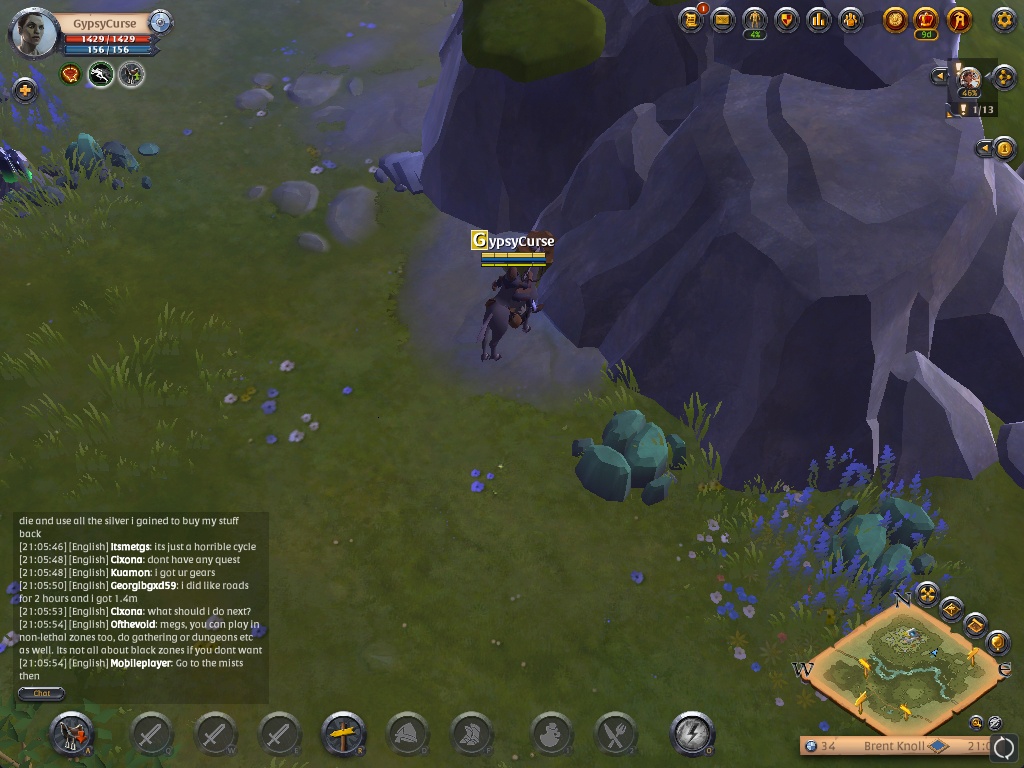 GypsyCurse
1429 / 1429
156 / 156
1
4%
9d
46%
1/13
GypsyCurse
die and use all the silver i gained to buy my stuff
back
[21:05:46] [English] Itsmetgs: its just a horrible cycle
[21:05:48] [English] Cixona: dont have any quest
[21:05:48] [English] Kuamon: i got ur gears
[21:05:50] [English] Georgibgxd59: i did like roads
for 2 hours and i got 1.4m
[21:05:53] [English] Cixona: what should i do next?
[21:05:54] [English] Ofthevoid: megs, you can play in
non-lethal zones too, do gathering or dungeons etc
as well. Its not all about black zones if you dont want
[21:05:54] [English] Mobileplayer: Go to the mists
then
Chat
N
W
E
A
Q
W
E
R
D
F
O
34
Brent Knoll